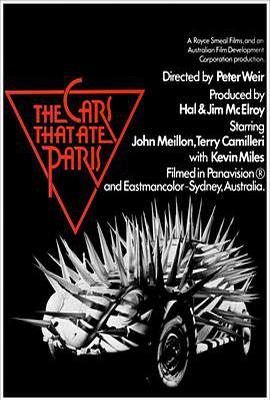 A Royce Smeal Films, and an
Australian Film Development
Corporation production.
Directed by Peter Weir
Produced by
Hal & Jim McElroy
Starring
John Meillon, Terry Camilleri
with Kevin Miles
Filmed in Panavision ®
and Eastmancolor-Sydney, Australia.
THE CARS
THAT ATE
PARIS